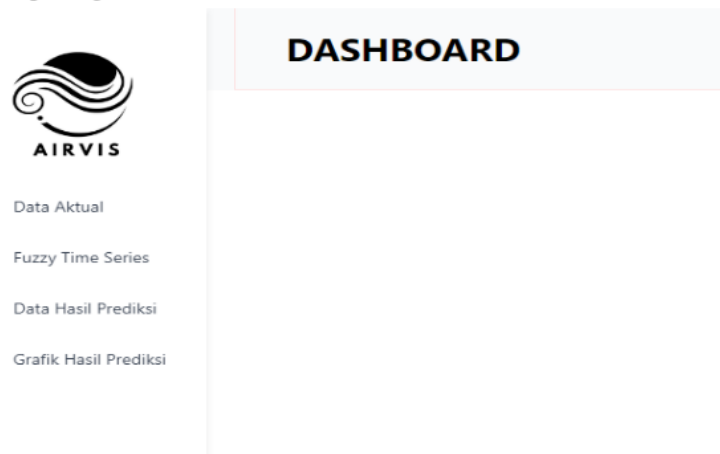 DASHBOARD
AIRVIS
Data Aktual
Fuzzy Time Series
Data Hasil Prediksi
Grafik Hasil Prediksi